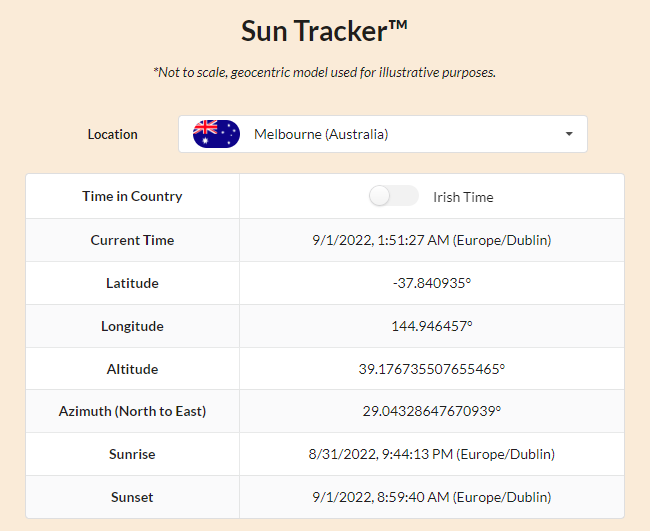 Sun Tracker™
*Not to scale, geocentric model used for illustrative purposes.
Location Melbourne (Australia)
Time in Country Irish Time
Current Time 9/1/2022, 1:51:27 AM (Europe/Dublin)
Latitude -37.840935°
Longitude 144.946457°
Altitude 39.176735507655465°
Azimuth (North to East) 29.04328647670939°
Sunrise 8/31/2022, 9:44:13 PM (Europe/Dublin)
Sunset 9/1/2022, 8:59:40 AM (Europe/Dublin)